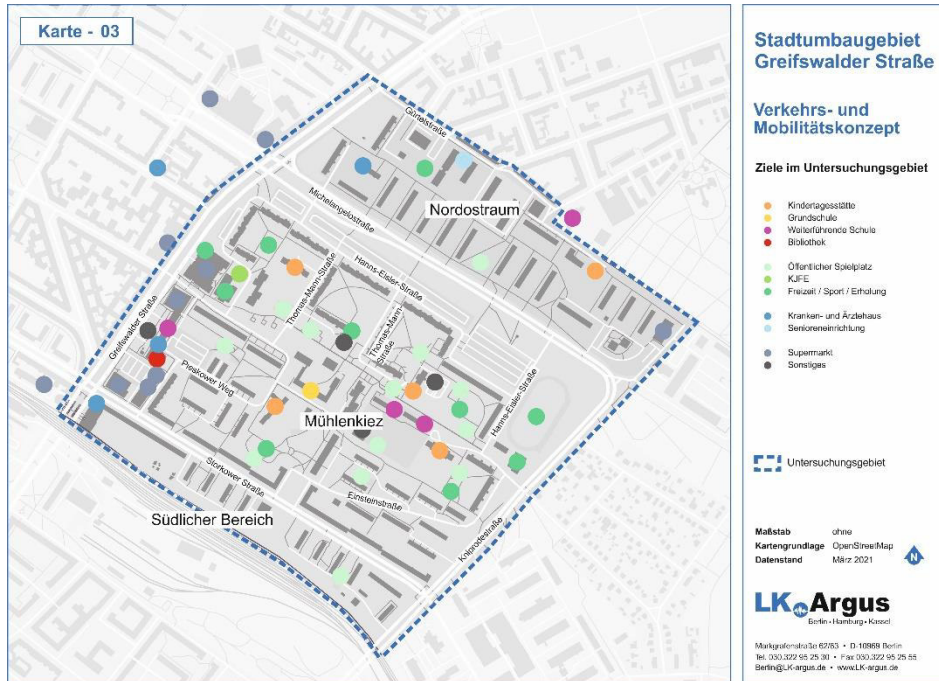 Karte - 03
Gürtelstraße
Michelangelostraße
Nordostraum
Hanns-Eisler-Straße
Thomas-Mann-Straße
Thomas-Mann-
Straße
Greifswalder Straße
Pieskower Weg
Hanns-Eisler-Straße
Mühlenkiez
Storkower Straße
Einsteinstraße
Südlicher Bereich
Kniprodestraße
Stadtumbaugebiet
Greifswalder Straße
Verkehrs- und
Mobilitätskonzept
Ziele im Untersuchungsgebiet
Kindertagesstätte
Grundschule
Weiterführende Schule
Bibliothek
Öffentlicher Spielplatz
KJFE
Freizeit / Sport / Erholung
Kranken- und Ärztehaus
Senioreneinrichtung
Supermarkt
Sonstiges
Untersuchungsgebiet
Maßstab ohne
Kartengrundlage OpenStreetMap
Datenstand März 2021
N
LK Argus
Berlin • Hamburg • Kassel
Markgrafenstraße 62/63 • D-10969 Berlin
Tel. 030.322 95 25 30 • Fax 030.322 95 25 55
Berlin@LK-argus.de • www.LK-argus.de